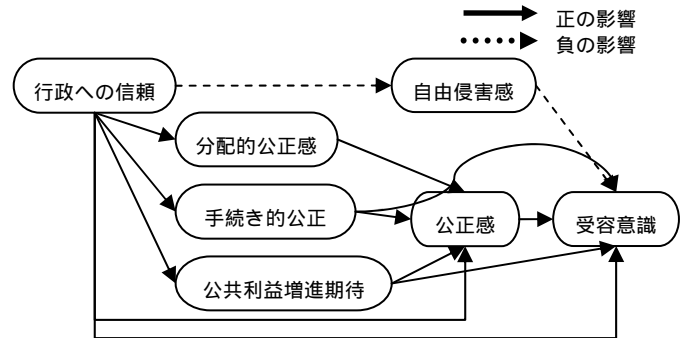 正の影響
負の影響
行政への信頼
自由侵害感
分配的公正感
手続き的公正
公正感
受容意識
公共利益増進期待